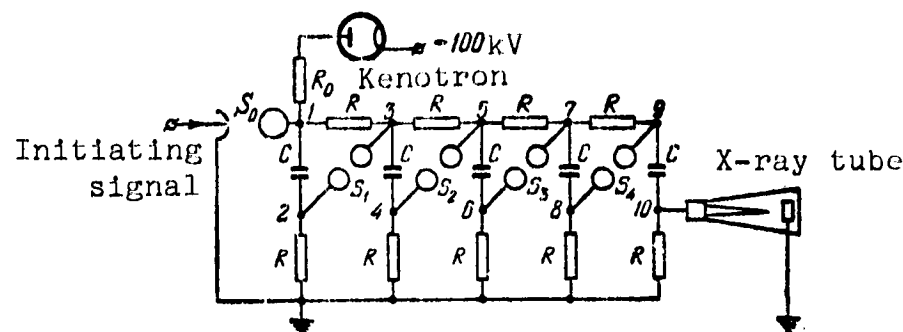 -100kV
Kenotron
R₀
S₀ 1 R 3 R 5 R 7 R 9
Initiating signal
C C C C C
X-ray tube
S₁ S₂ S₃ S₄
2 4 6 8 10
R R R R R